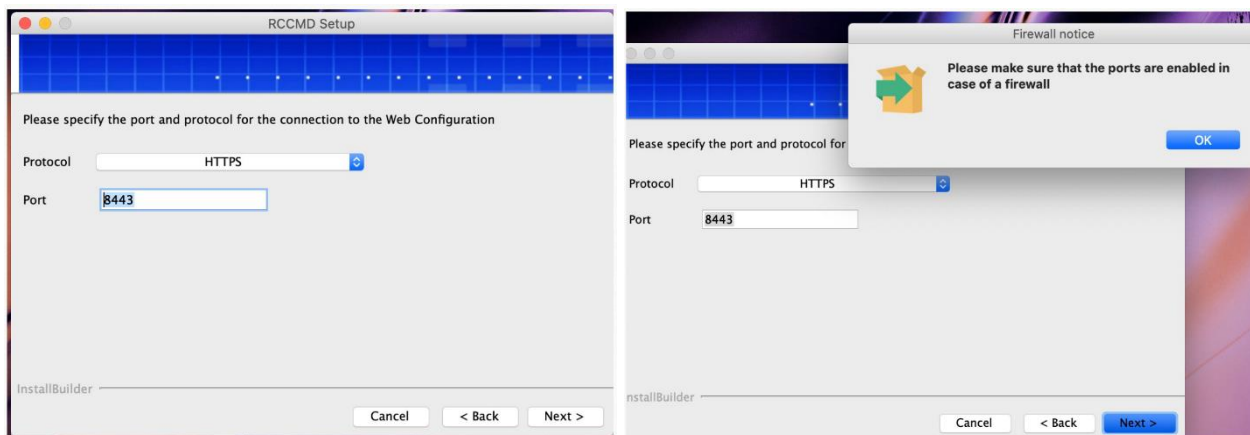 RCCMD Setup
Please specify the port and protocol for the connection to the Web Configuration
Protocol HTTPS
Port 8443
InstallBuilder
Cancel < Back Next >
Firewall notice
Please make sure that the ports are enabled in
case of a firewall
OK
Please specify the port and protocol for
Protocol HTTPS
Port 8443
nstallBuilder
Cancel < Back Next >